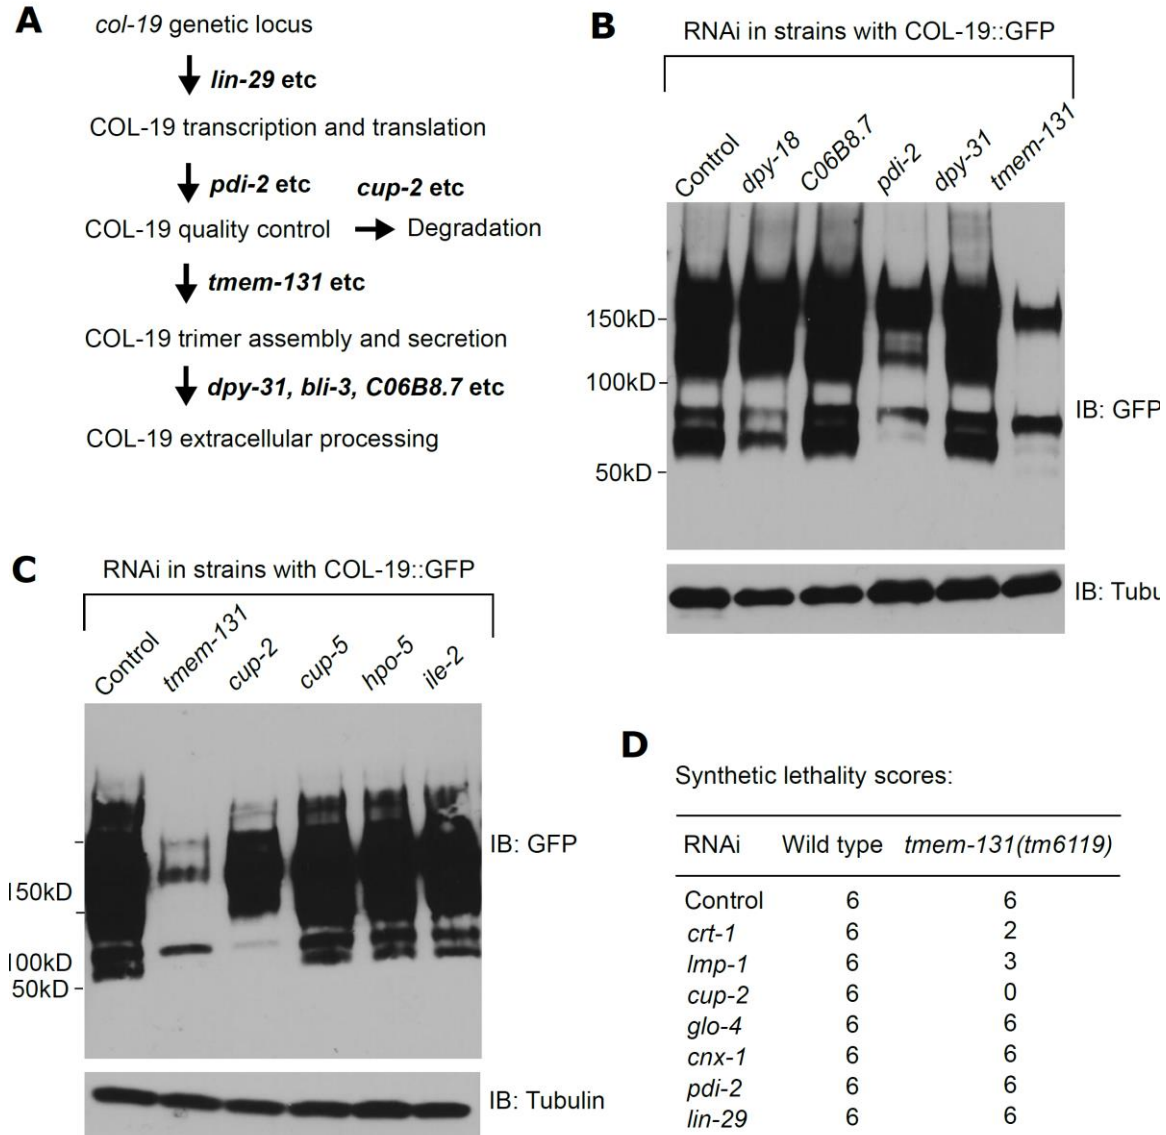 A
col-19 genetic locus
lin-29 etc
COL-19 transcription and translation
pdi-2 etc
cup-2 etc
COL-19 quality control
Degradation
tmem-131 etc
COL-19 trimer assembly and secretion
dpy-31, bli-3, C06B8.7 etc
COL-19 extracellular processing
B
RNAi in strains with COL-19::GFP
Control
dpy-18
C06B8.7
pdi-2
dpy-31
tmem-131
150kD
100kD
50kD
IB: GFP
IB: Tubu
C
RNAi in strains with COL-19::GFP
Control
tmem-131
cup-2
cup-5
hpo-5
ile-2
150kD
100kD
50kD
IB: GFP
IB: Tubulin
D
Synthetic lethality scores:
RNAi Wild type tmem-131(tm6119)
Control 6 6
crt-1 6 2
lmp-1 6 3
cup-2 6 0
glo-4 6 6
cnx-1 6 6
pdi-2 6 6
lin-29 6 6